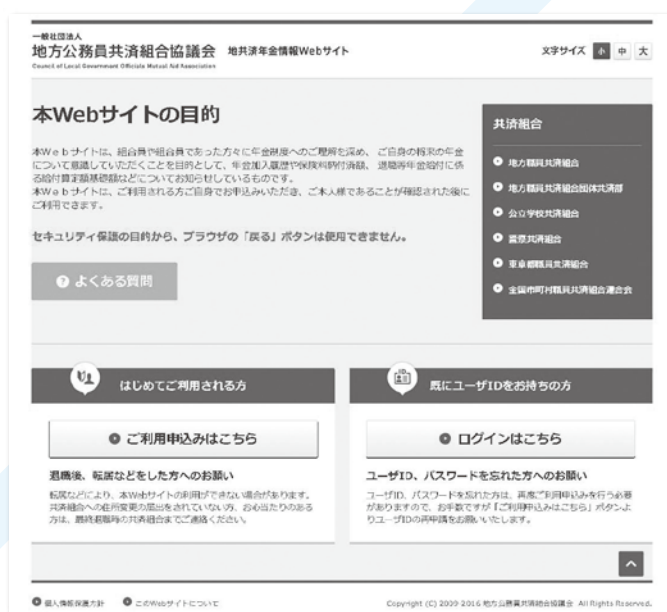 一般社団法人
地方公務員共済組合協議会 地共済年金情報Webサイト
Council of Local Government Officials Mutual Aid Association
文字サイズ 小 中 大
本Webサイトの目的
本Webサイトは、組合員や組合員であった方々に年金制度へのご理解を深め、ご自身の将来の年金
について意識していただくことを目的として、年金加入履歴や保険料納付済額、退職等年金給付に係
る給付算定額基礎額などについてお知らせしているものです。
本Webサイトは、ご利用される方ご自身でお申込みいただき、ご本人様であることが確認された後に
ご利用できます。
セキュリティ保護の目的から、ブラウザの「戻る」ボタンは使用できません。
よくある質問
共済組合
地方職員共済組合
地方職員共済組合団体共済部
公立学校共済組合
警察共済組合
東京都職員共済組合
全国市町村職員共済組合連合会
はじめてご利用される方
ご利用申込みはこちら
退職後、転居などをした方へのお願い
転居などにより、本Webサイトの利用ができない場合があります。
共済組合への住所変更の届出をされていない方、お心当たりのある
方は、最終退職時の共済組合までご連絡ください。
既にユーザIDをお持ちの方
ログインはこちら
ユーザID、パスワードを忘れた方へのお願い
ユーザID、パスワードを忘れた方は、再度ご利用申込みを行う必要
がありますので、お手数ですが「ご利用申込みはこちら」ボタンよ
りユーザIDの再申請をお願いいたします。
個人情報保護方針 このWebサイトについて
Copyright (C) 2009-2016 地方公務員共済組合協議会 All Rights Reserved.